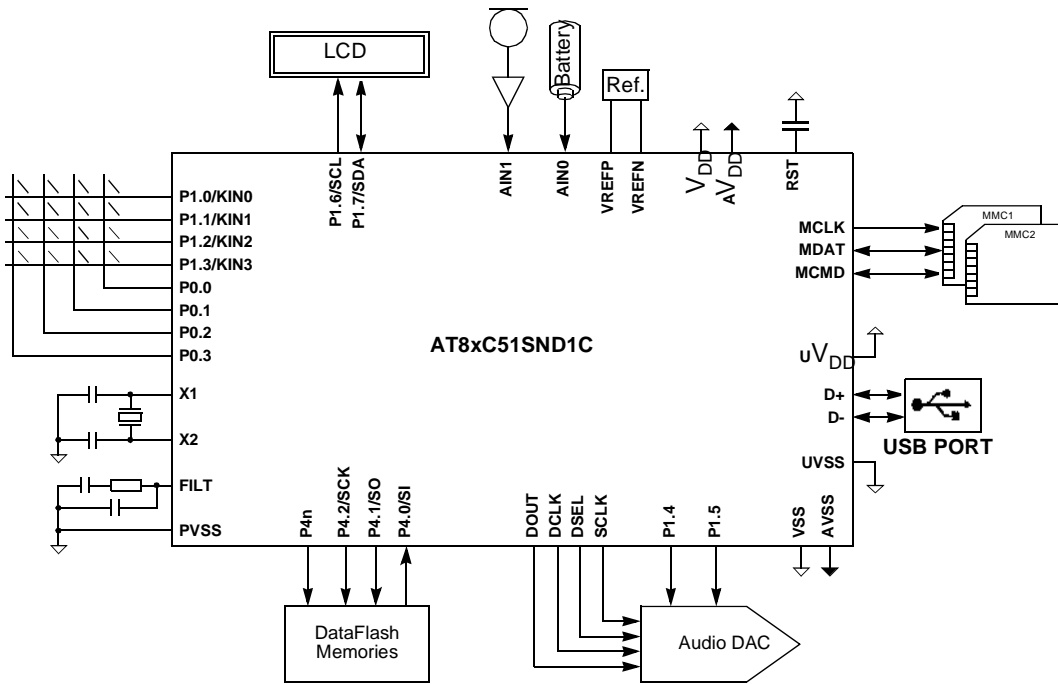 LCD
Battery
Ref.
P1.6/SCL
P1.7/SDA
AIN1
AIN0
VREFP
VREFN
VDD
AVDD
RST
P1.0/KIN0
P1.1/KIN1
P1.2/KIN2
P1.3/KIN3
P0.0
P0.1
P0.2
P0.3
X1
X2
FILT
PVSS
AT8xC51SND1C
MCLK
MDAT
MCMD
MMC1
MMC2
UVDD
D+
D-
USB PORT
UVSS
P4n
P4.2/SCK
P4.1/SO
P4.0/SI
DOUT
DCLK
DSEL
SCLK
P1.4
P1.5
VSS
AVSS
DataFlash
Memories
Audio DAC